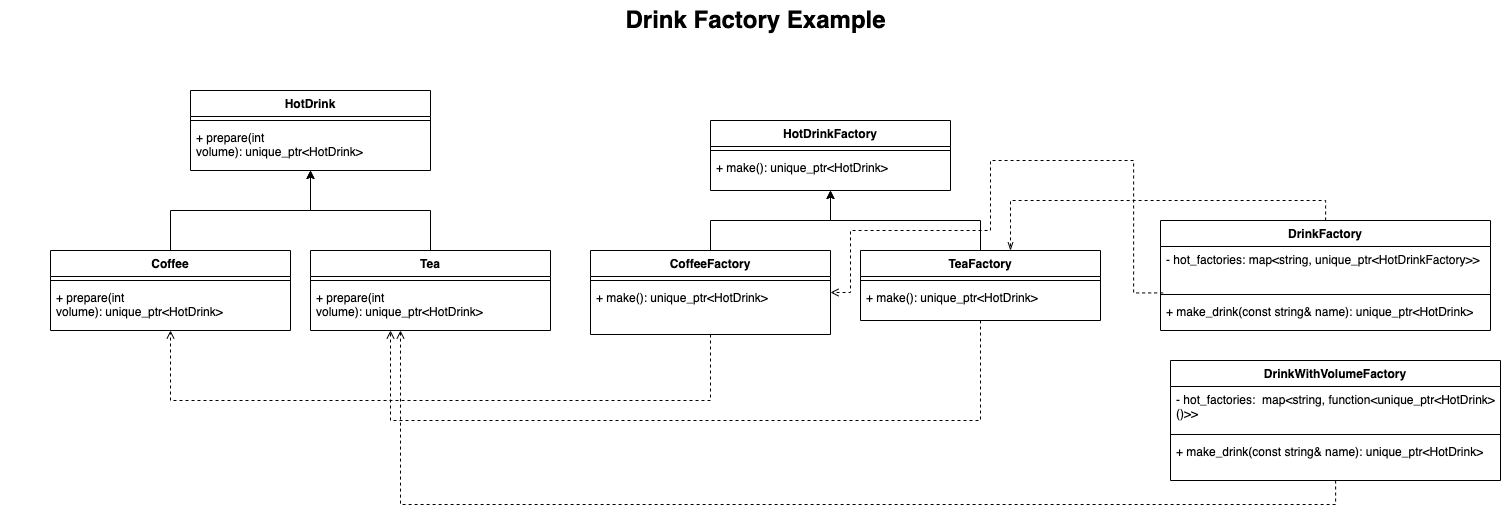 Drink Factory Example
HotDrink
+ prepare(int
volume): unique_ptr<HotDrink>
HotDrinkFactory
+ make(): unique_ptr<HotDrink>
Coffee
+ prepare(int
volume): unique_ptr<HotDrink>
Tea
+ prepare(int
volume): unique_ptr<HotDrink>
CoffeeFactory
+ make(): unique_ptr<HotDrink>
TeaFactory
+ make(): unique_ptr<HotDrink>
DrinkFactory
- hot_factories: map<string, unique_ptr<HotDrinkFactory>>
+ make_drink(const string& name): unique_ptr<HotDrink>
DrinkWithVolumeFactory
- hot_factories:  map<string, function<unique_ptr<HotDrink>
()>>
+ make_drink(const string& name): unique_ptr<HotDrink>